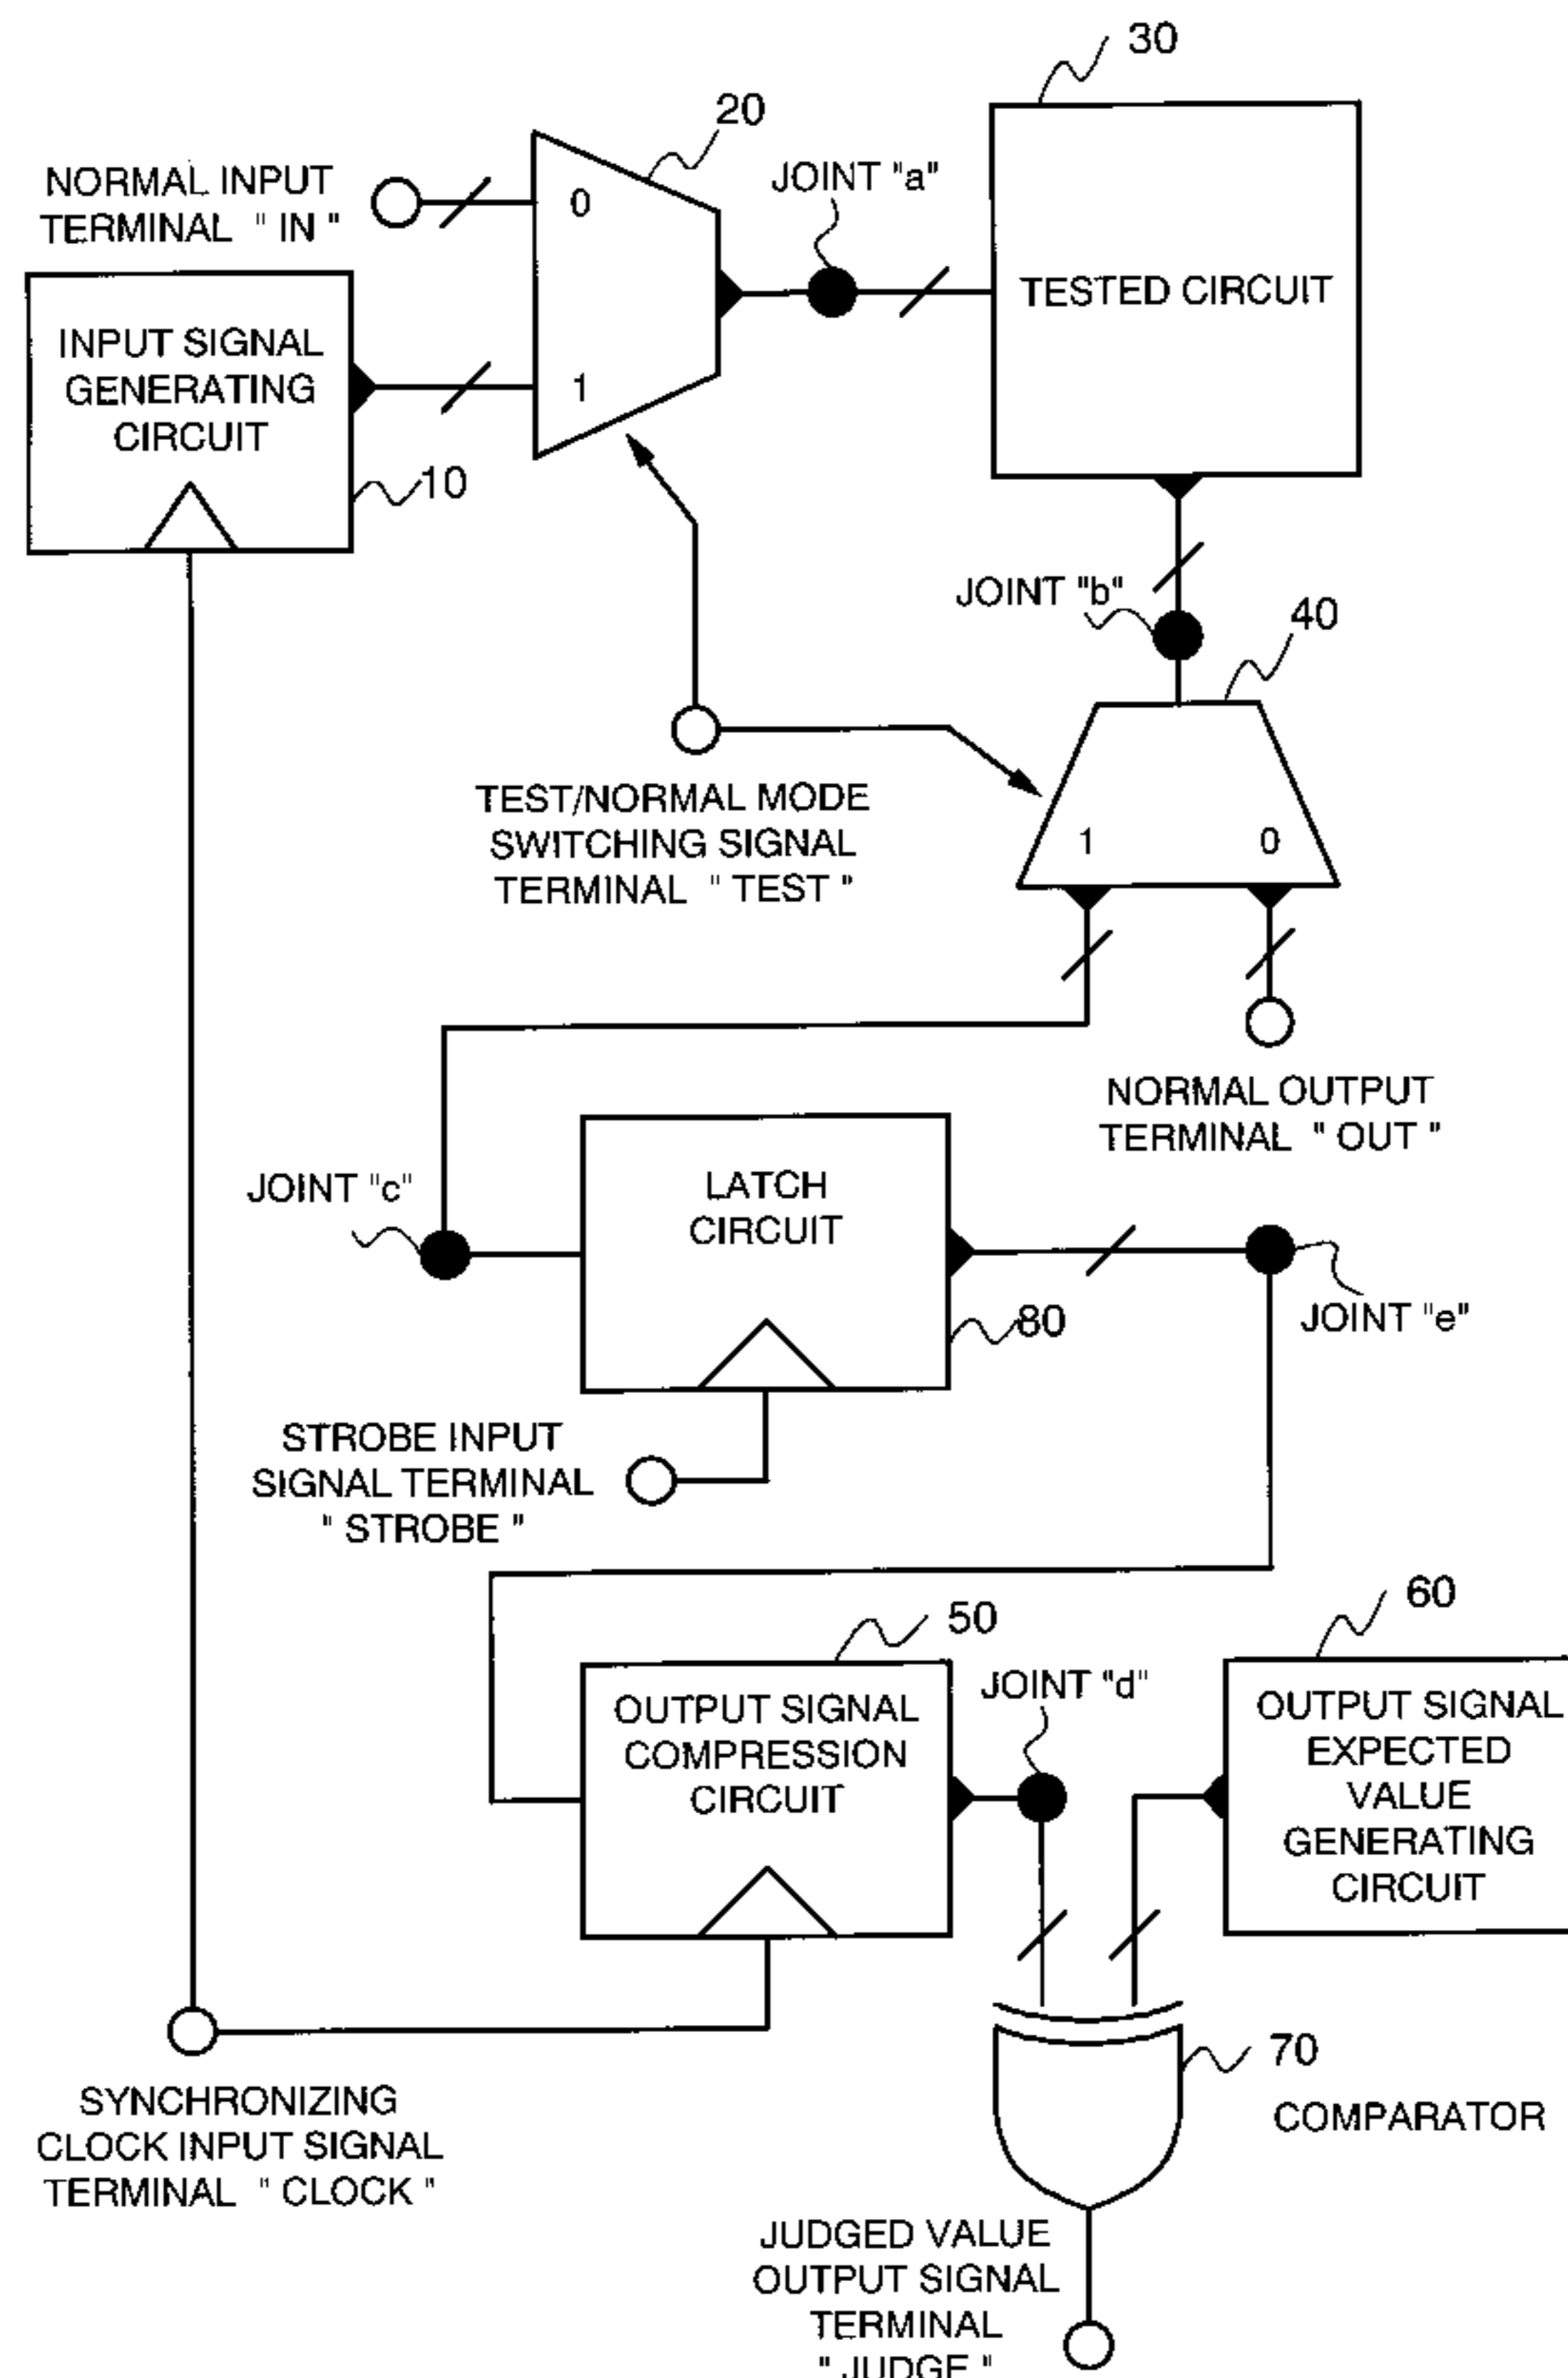 30
20
NORMAL INPUT
TERMINAL " IN "
0
JOINT "a"
TESTED CIRCUIT
INPUT SIGNAL
GENERATING
CIRCUIT
1
10
JOINT "b"
40
TEST/NORMAL MODE
SWITCHING SIGNAL
TERMINAL " TEST "
1
0
NORMAL OUTPUT
TERMINAL " OUT "
JOINT "c"
LATCH
CIRCUIT
80
JOINT "e"
STROBE INPUT
SIGNAL TERMINAL
" STROBE "
50
60
OUTPUT SIGNAL
COMPRESSION
CIRCUIT
JOINT "d"
OUTPUT SIGNAL
EXPECTED
VALUE
GENERATING
CIRCUIT
70
COMPARATOR
SYNCHRONIZING
CLOCK INPUT SIGNAL
TERMINAL " CLOCK "
JUDGED VALUE
OUTPUT SIGNAL
TERMINAL
" JUDGE "